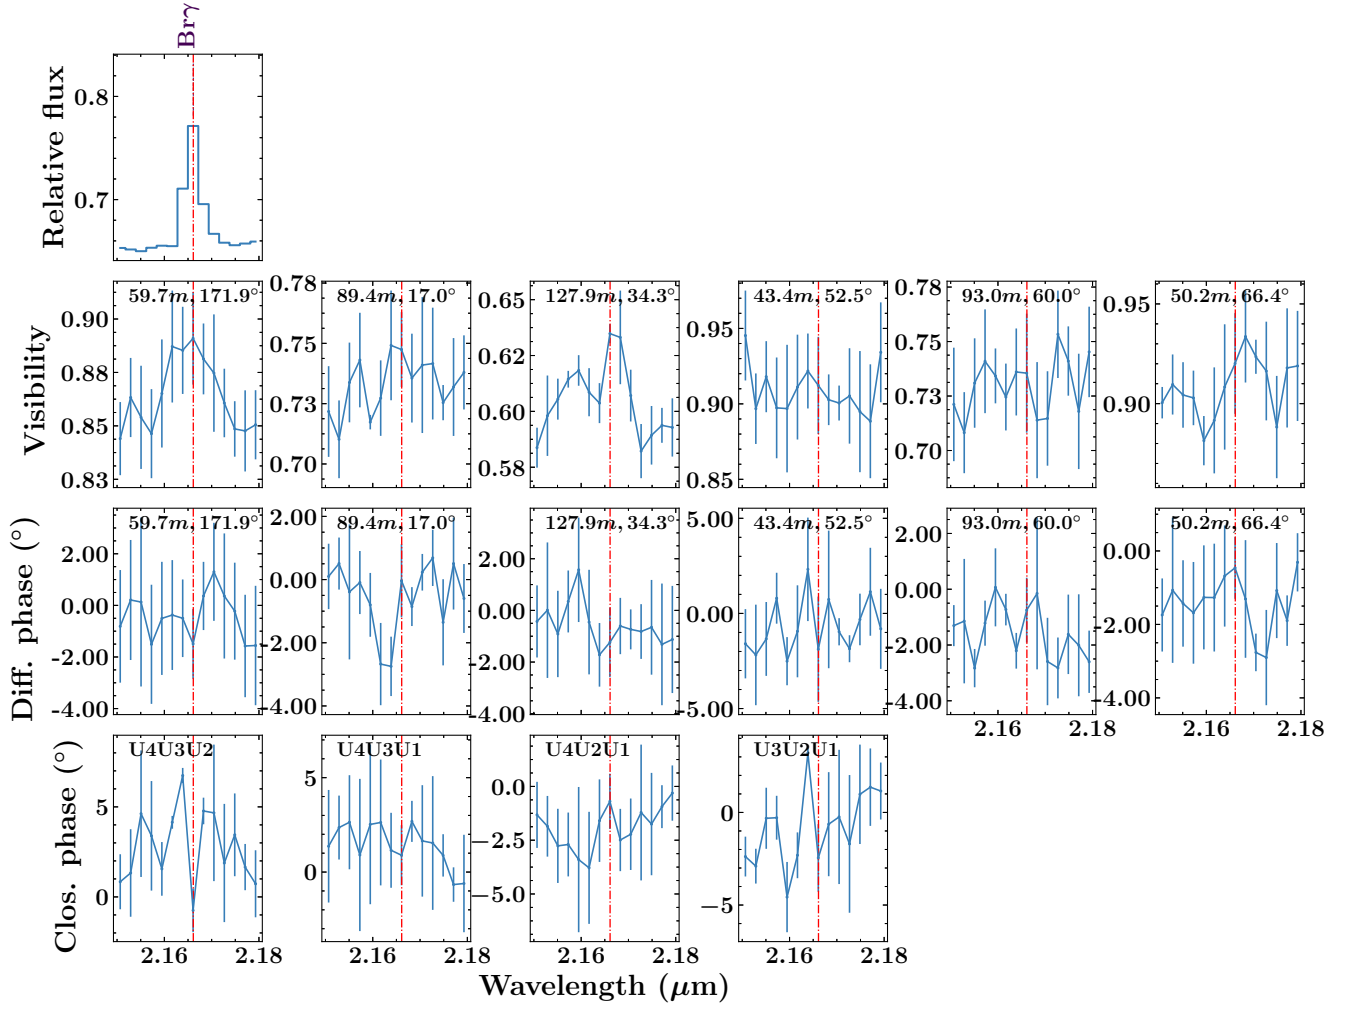 Brγ
Relative flux
0.8
0.7
Visibility
59.7m, 171.9°
0.90
0.88
0.85
0.83
89.4m, 17.0°
0.78
0.75
0.73
0.70
127.9m, 34.3°
0.65
0.62
0.60
0.58
43.4m, 52.5°
0.95
0.90
0.85
93.0m, 60.0°
0.78
0.75
0.73
0.70
50.2m, 66.4°
0.95
0.90
Diff. phase (°)
59.7m, 171.9°
2.00
0.00
-2.00
-4.00
89.4m, 17.0°
2.00
0.00
-2.00
-4.00
127.9m, 34.3°
2.00
0.00
-2.00
-4.00
43.4m, 52.5°
5.00
0.00
-5.00
93.0m, 60.0°
2.00
0.00
-2.00
-4.00
2.16 2.18
50.2m, 66.4°
0.00
-2.00
-4.00
2.16 2.18
Clos. phase (°)
U4U3U2
5
0
2.16 2.18
U4U3U1
5
0
2.16 2.18
U4U2U1
0.0
−2.5
−5.0
2.16 2.18
U3U2U1
0
−5
2.16 2.18
Wavelength (μm)